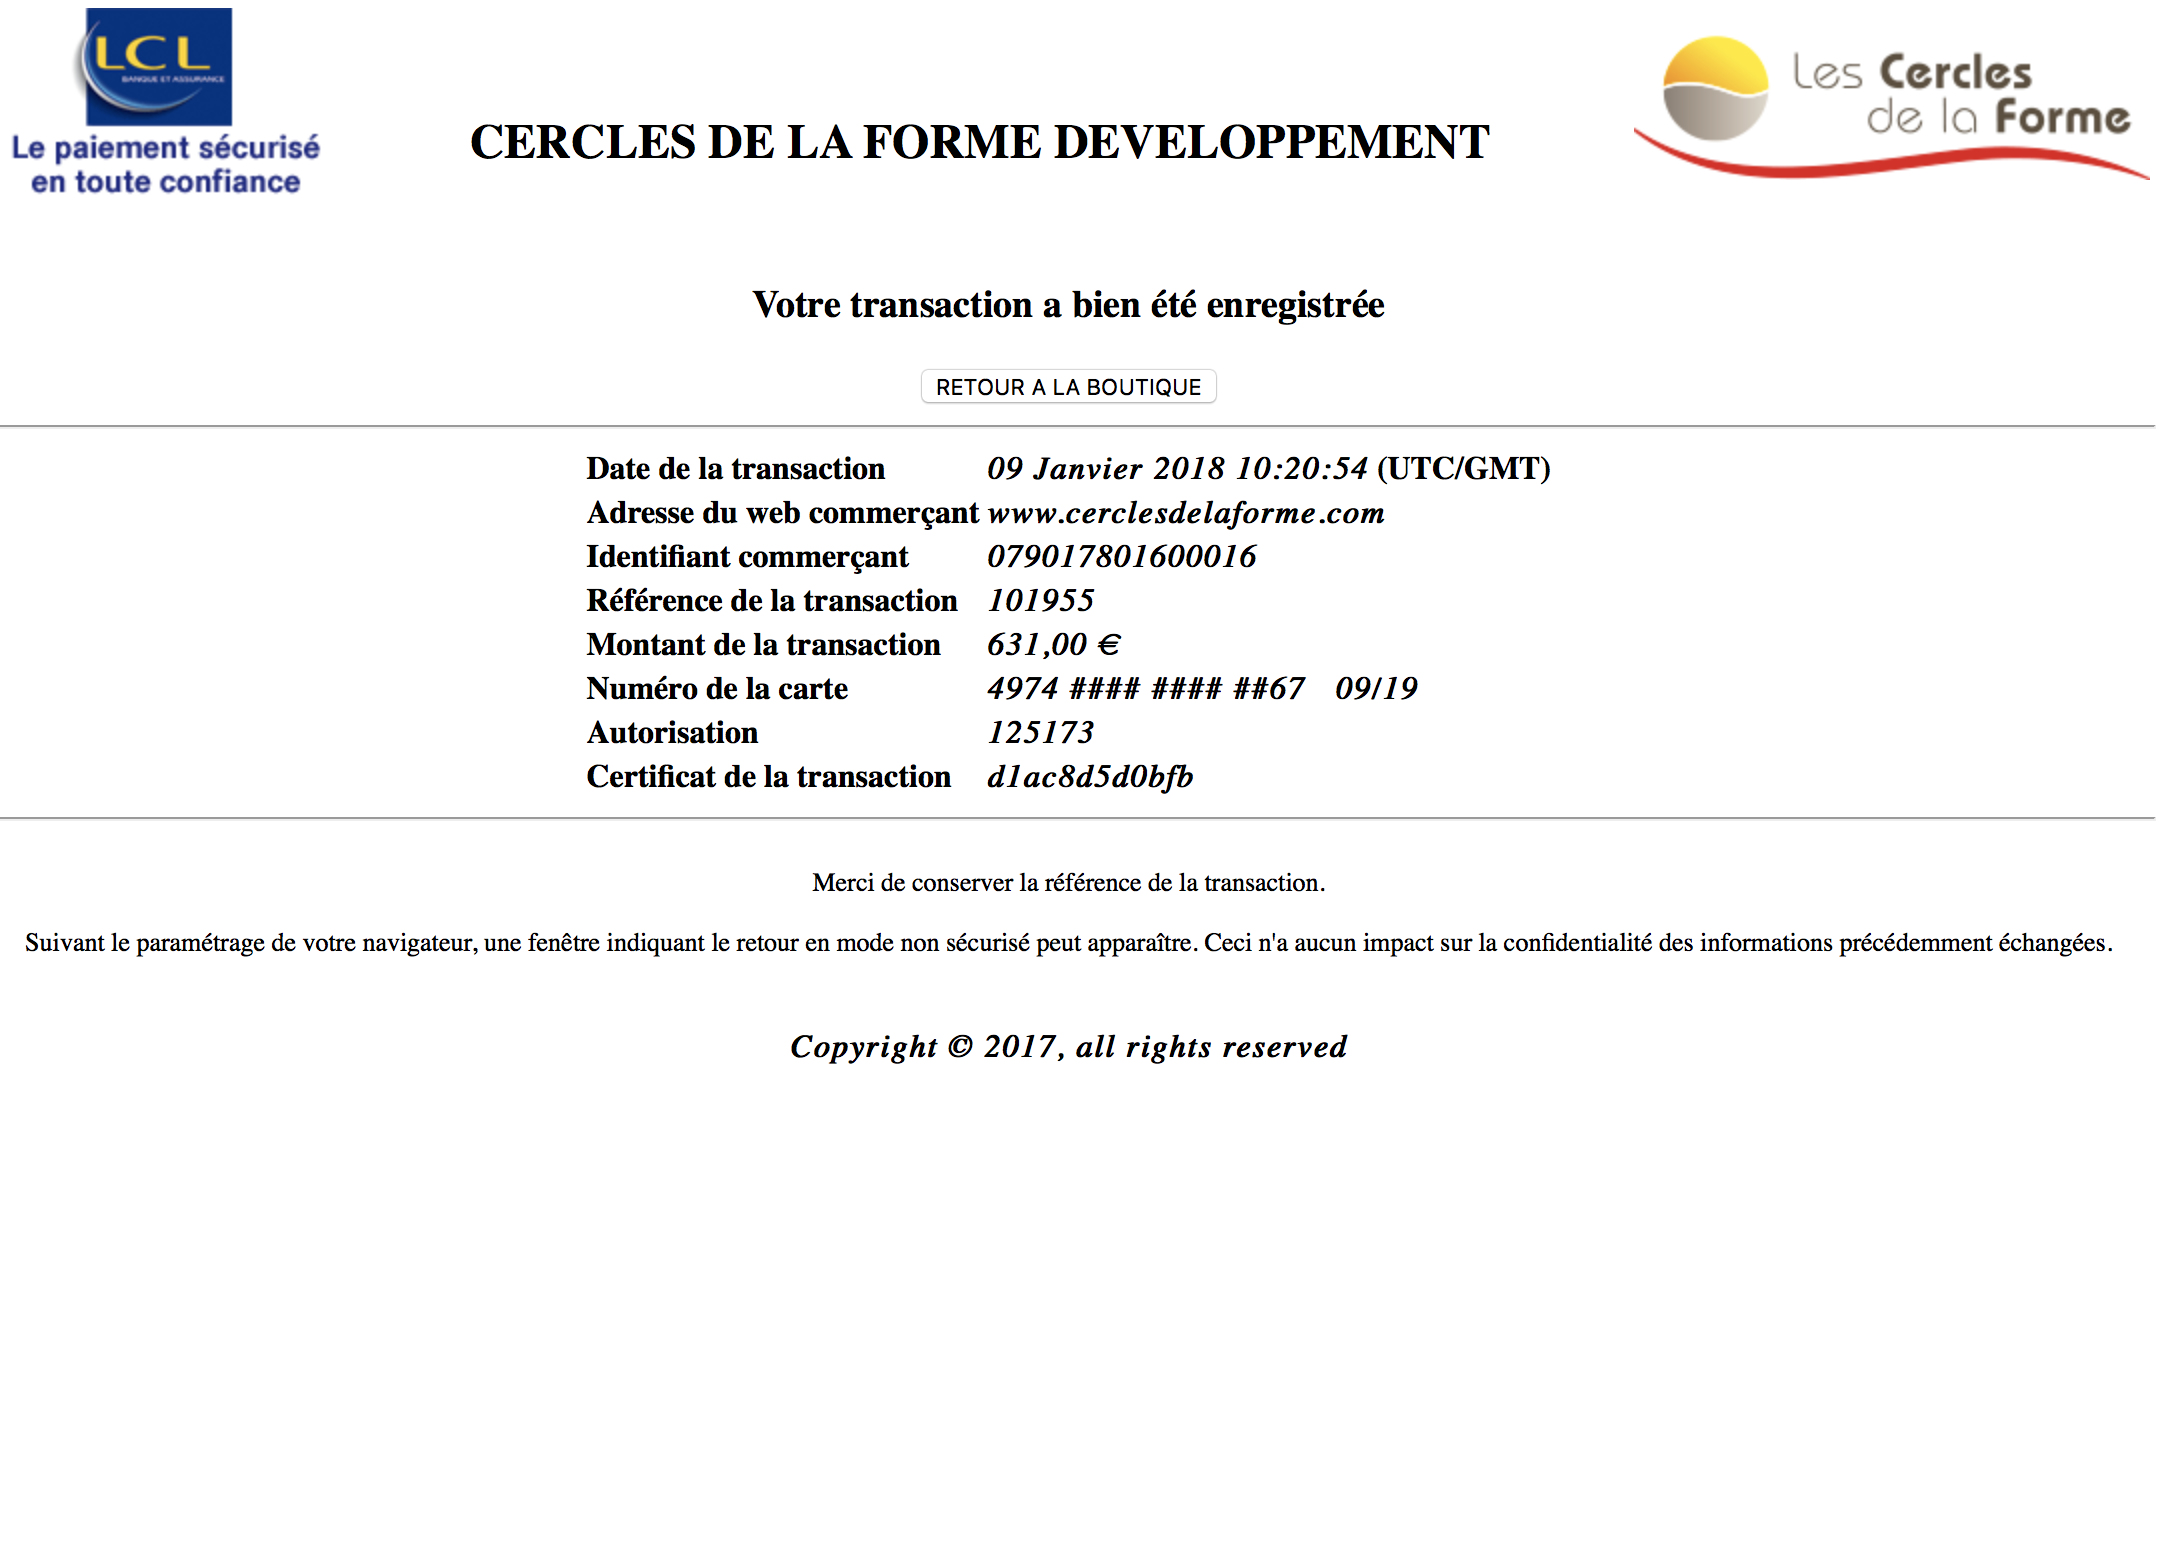 LCL
BANQUE ET ASSURANCE
Le paiement sécurisé
en toute confiance
CERCLES DE LA FORME DEVELOPPEMENT
Les Cercles
de la Forme
Votre transaction a bien été enregistrée
RETOUR A LA BOUTIQUE
Date de la transaction 09 Janvier 2018 10:20:54 (UTC/GMT)
Adresse du web commerçant www.cerclesdelaforme.com
Identifiant commerçant 079017801600016
Référence de la transaction 101955
Montant de la transaction 631,00 €
Numéro de la carte 4974 #### #### ##67 09/19
Autorisation 125173
Certificat de la transaction d1ac8d5d0bfb
Merci de conserver la référence de la transaction.
Suivant le paramétrage de votre navigateur, une fenêtre indiquant le retour en mode non sécurisé peut apparaître. Ceci n'a aucun impact sur la confidentialité des informations précédemment échangées.
Copyright © 2017, all rights reserved